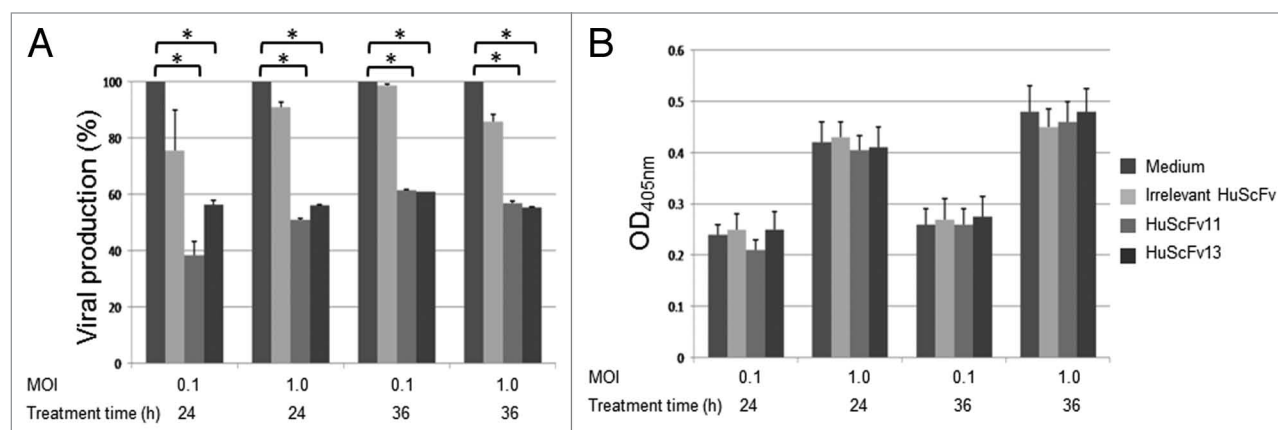 A
* * * *
* * * *
Viral production (%)
100
80
60
40
20
0
MOI 0.1 1.0 0.1 1.0
Treatment time (h) 24 24 36 36
B
OD405nm
0.6
0.5
0.4
0.3
0.2
0.1
0
MOI 0.1 1.0 0.1 1.0
Treatment time (h) 24 24 36 36
Medium
Irrelevant HuScFv
HuScFv11
HuScFv13